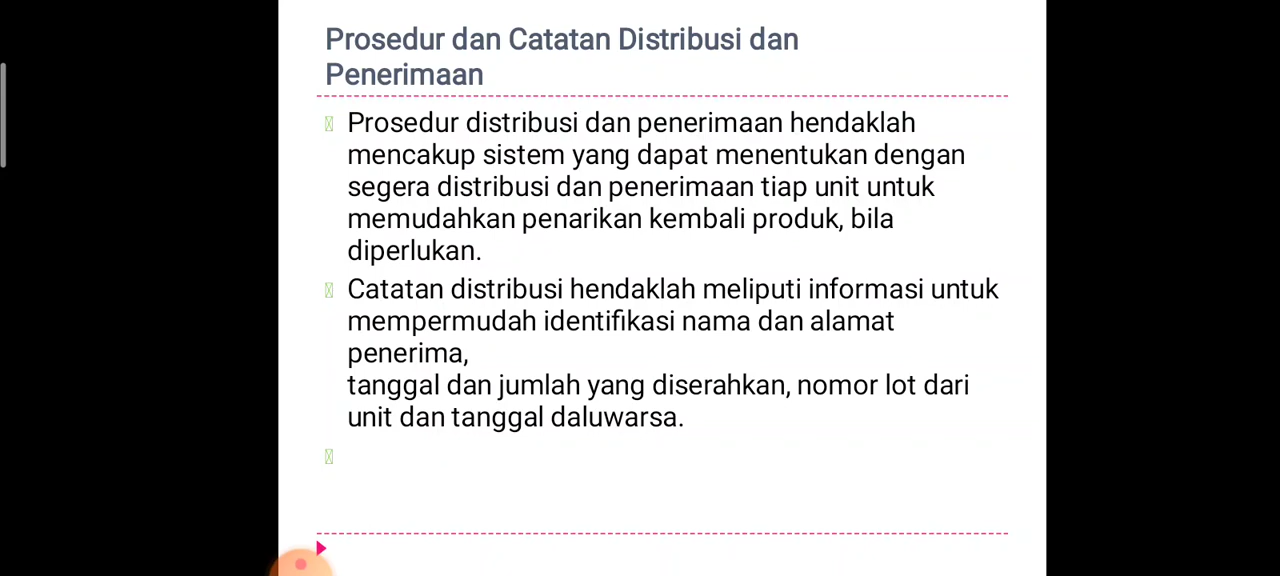 Prosedur dan Catatan Distribusi dan
Penerimaan
Prosedur distribusi dan penerimaan hendaklah
mencakup sistem yang dapat menentukan dengan
segera distribusi dan penerimaan tiap unit untuk
memudahkan penarikan kembali produk, bila
diperlukan.
Catatan distribusi hendaklah meliputi informasi untuk
mempermudah identifikasi nama dan alamat
penerima,
tanggal dan jumlah yang diserahkan, nomor lot dari
unit dan tanggal daluwarsa.